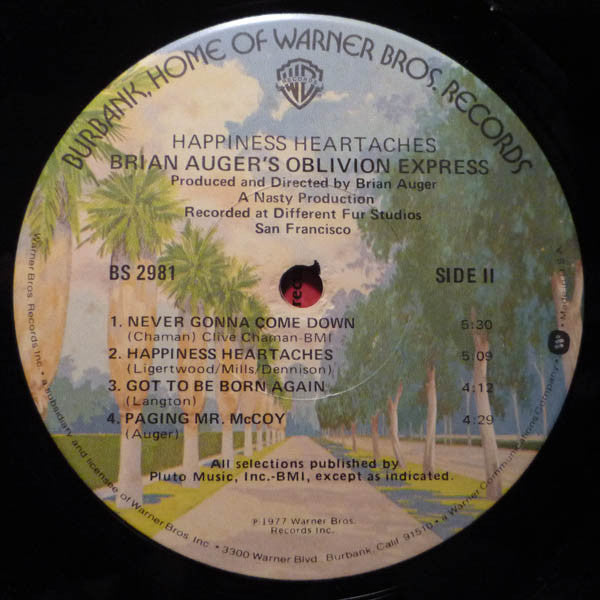 BURBANK, HOME OF WARNER BROS. RECORDS
WB
RECORDS
HAPPINESS HEARTACHES
BRIAN AUGER'S OBLIVION EXPRESS
Produced and Directed by Brian Auger
A Nasty Production
Recorded at Different Fur Studios
San Francisco
BS 2981 SIDE II
1. NEVER GONNA COME DOWN 5:30
(Chaman) Clive Chaman-BMI
2. HAPPINESS HEARTACHES 5:09
(Ligertwood/Mills/Dennison)
3. GOT TO BE BORN AGAIN 4:12
(Langton)
4. PAGING MR. McCOY 4:29
(Auger)
All selections published by
Pluto Music, Inc.-BMI, except as indicated.
℗ 1977 Warner Bros.
Records Inc.
Warner Bros. Records Inc. • a subsidiary and licensee of Warner Bros. Inc. • 3300 Warner Blvd., Burbank, Calif. 91510 • a Warner Communications Company • Made in U.S.A.